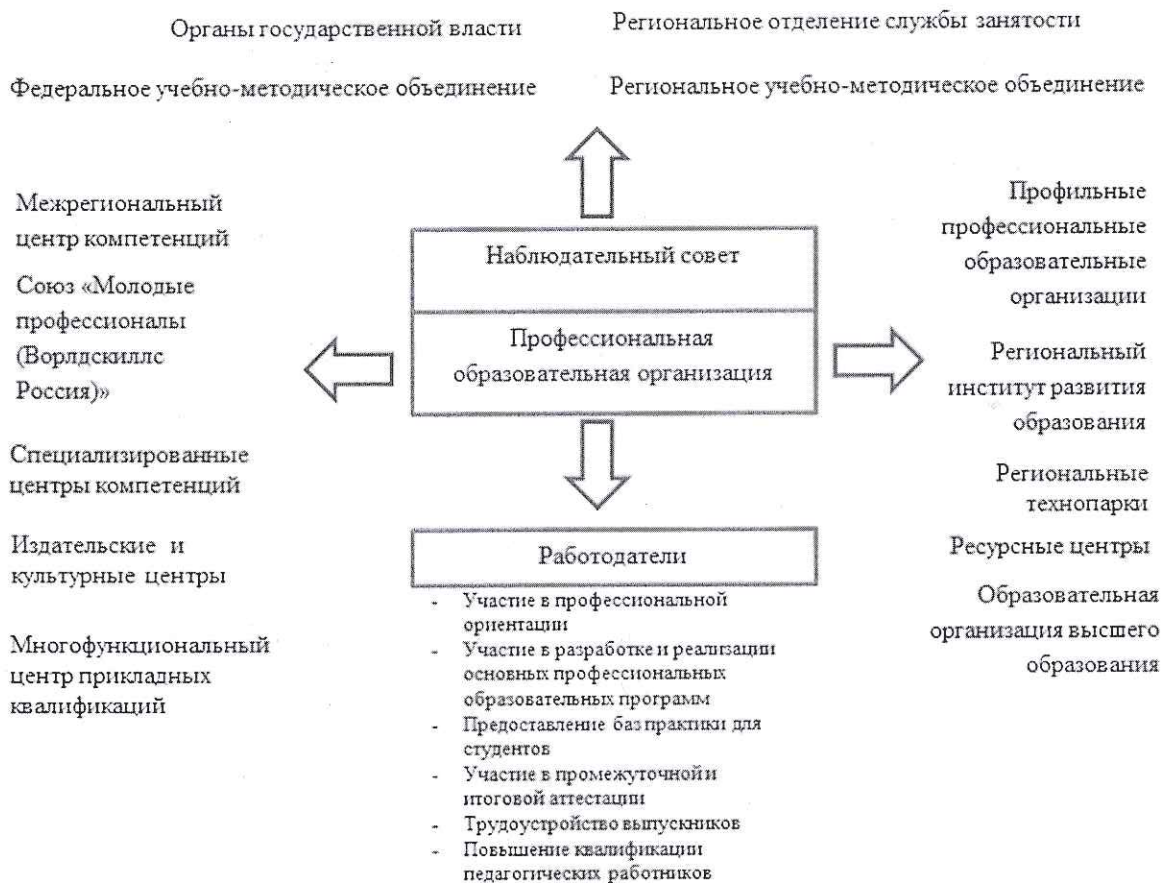 Органы государственной власти
Региональное отделение службы занятости
Федеральное учебно-методическое объединение
Региональное учебно-методическое объединение
Межрегиональный
центр компетенций
Союз «Молодые
профессионалы
(Ворлдскиллс
Россия)»
Специализированные
центры компетенций
Издательские и
культурные центры
Многофункциональный
центр прикладных
квалификаций
Наблюдательный совет
Профессиональная
образовательная организация
Работодатели
- Участие в профессиональной
ориентации
- Участие в разработке и реализации
основных профессиональных
образовательных программ
- Предоставление баз практики для
студентов
- Участие в промежуточной и
итоговой аттестации
- Трудоустройство выпускников
- Повышение квалификации
педагогических работников
Профильные
профессиональные
образовательные
организации
Региональный
институт развития
образования
Региональные
технопарки
Ресурсные центры
Образовательная
организация высшего
образования